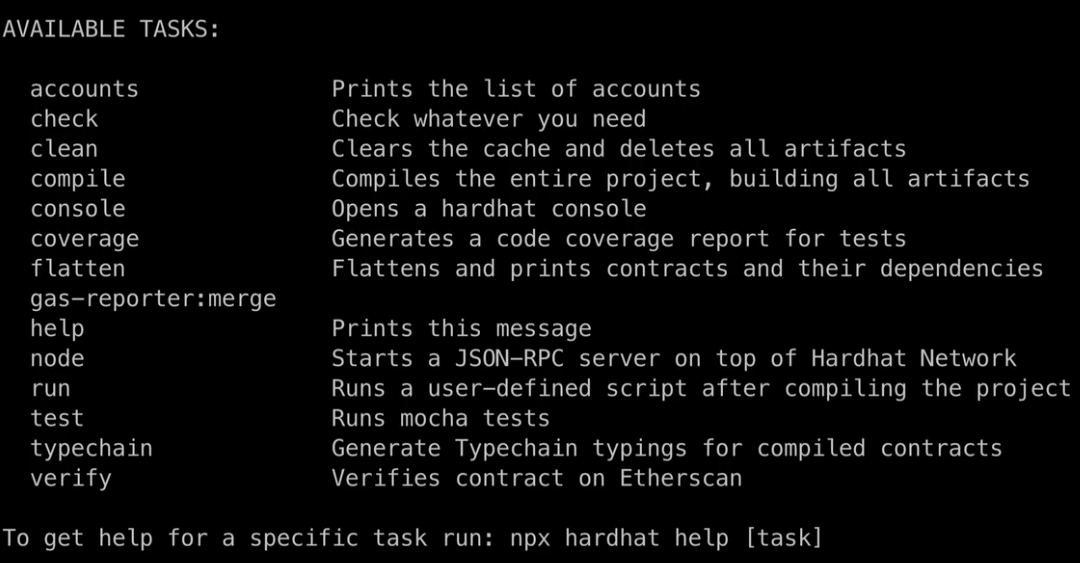 AVAILABLE TASKS:
accounts Prints the list of accounts
check Check whatever you need
clean Clears the cache and deletes all artifacts
compile Compiles the entire project, building all artifacts
console Opens a hardhat console
coverage Generates a code coverage report for tests
flatten Flattens and prints contracts and their dependencies
gas-reporter:merge
help Prints this message
node Starts a JSON-RPC server on top of Hardhat Network
run Runs a user-defined script after compiling the project
test Runs mocha tests
typechain Generate Typechain typings for compiled contracts
verify Verifies contract on Etherscan
To get help for a specific task run: npx hardhat help [task]